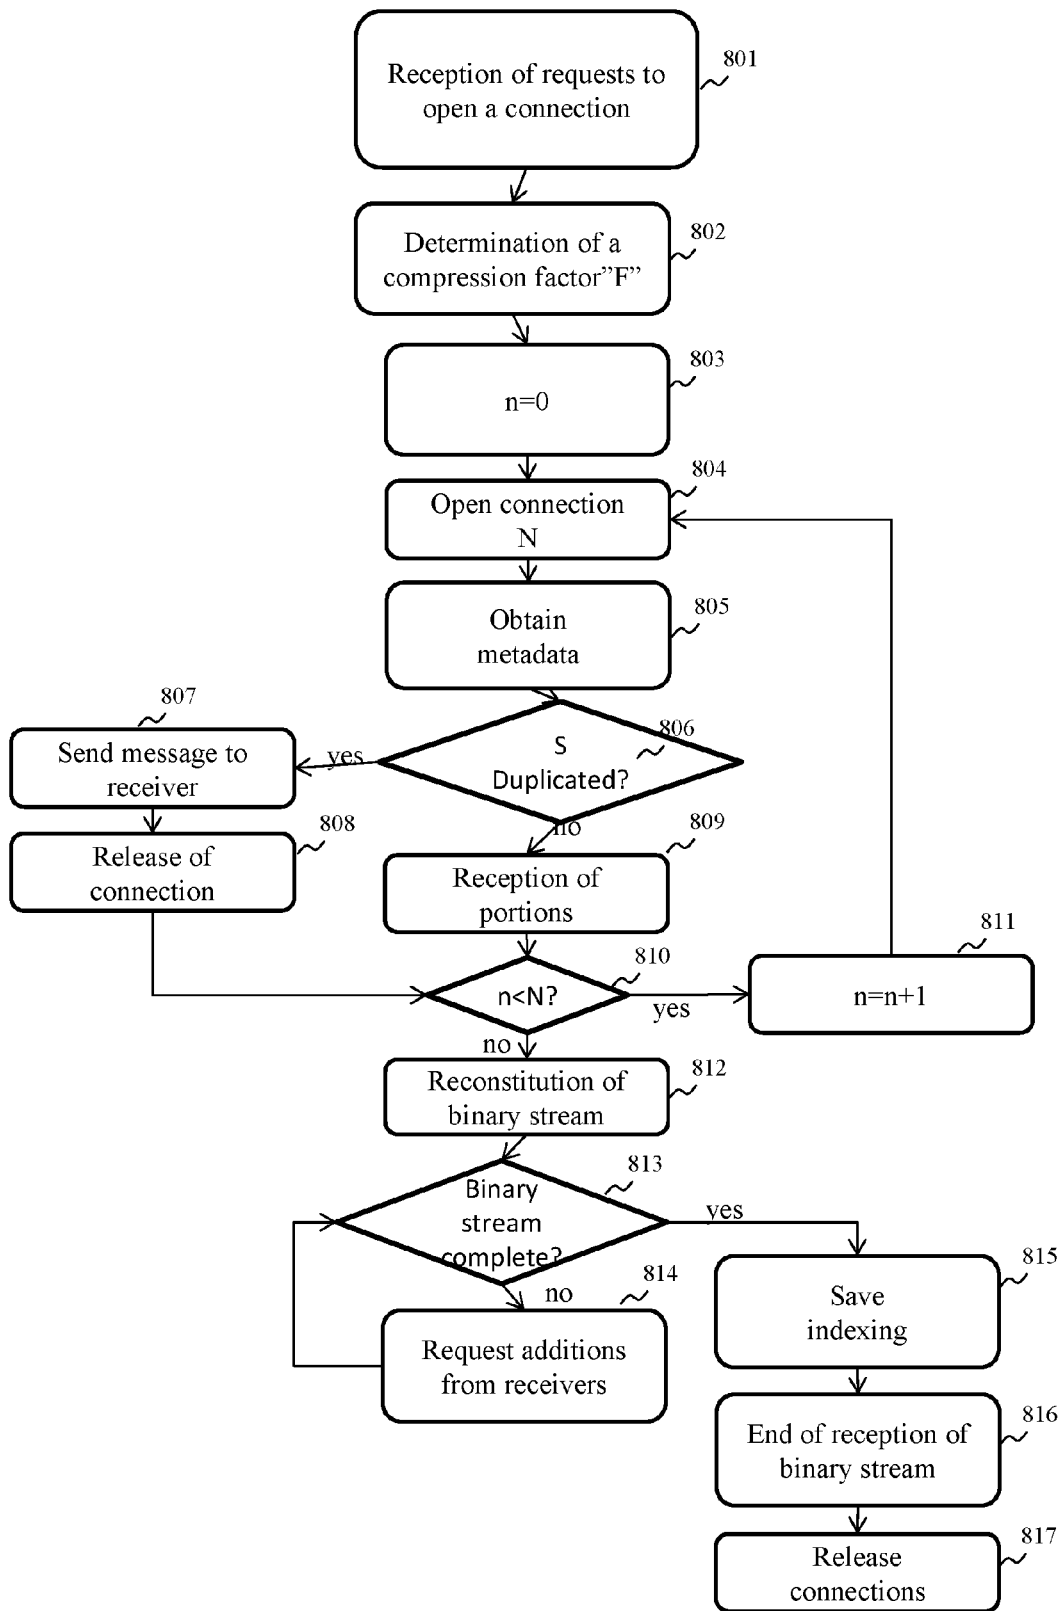 Reception of requests to
open a connection
801
Determination of a
compression factor”F”
802
n=0
803
Open connection
N
804
Obtain
metadata
805
S
Duplicated?
806
yes
no
807
Send message to
receiver
808
Release of
connection
809
Reception of
portions
810
n<N?
yes
no
811
n=n+1
812
Reconstitution of
binary stream
813
Binary
stream
complete?
yes
no
814
Request additions
from receivers
815
Save
indexing
816
End of reception of
binary stream
817
Release
connections